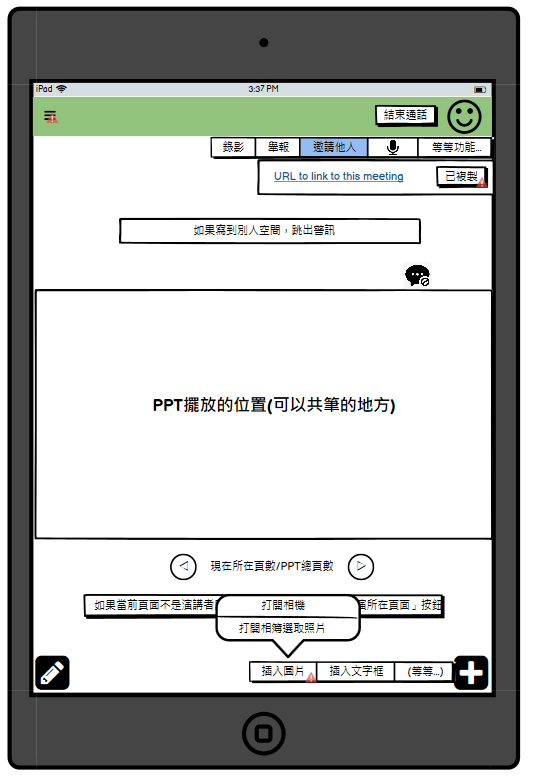 iPad
3:37 PM
結束通話
錄影 舉報 邀請他人 等等功能...
URL to link to this meeting 已複製
如果寫到別人空間，跳出警訊
PPT擺放的位置(可以共筆的地方)
現在所在頁數/PPT總頁數
如果當前頁面不是演講者 所在頁面」按鈕
打開相機
打開相簿選取照片
插入圖片 插入文字框 (等等...)